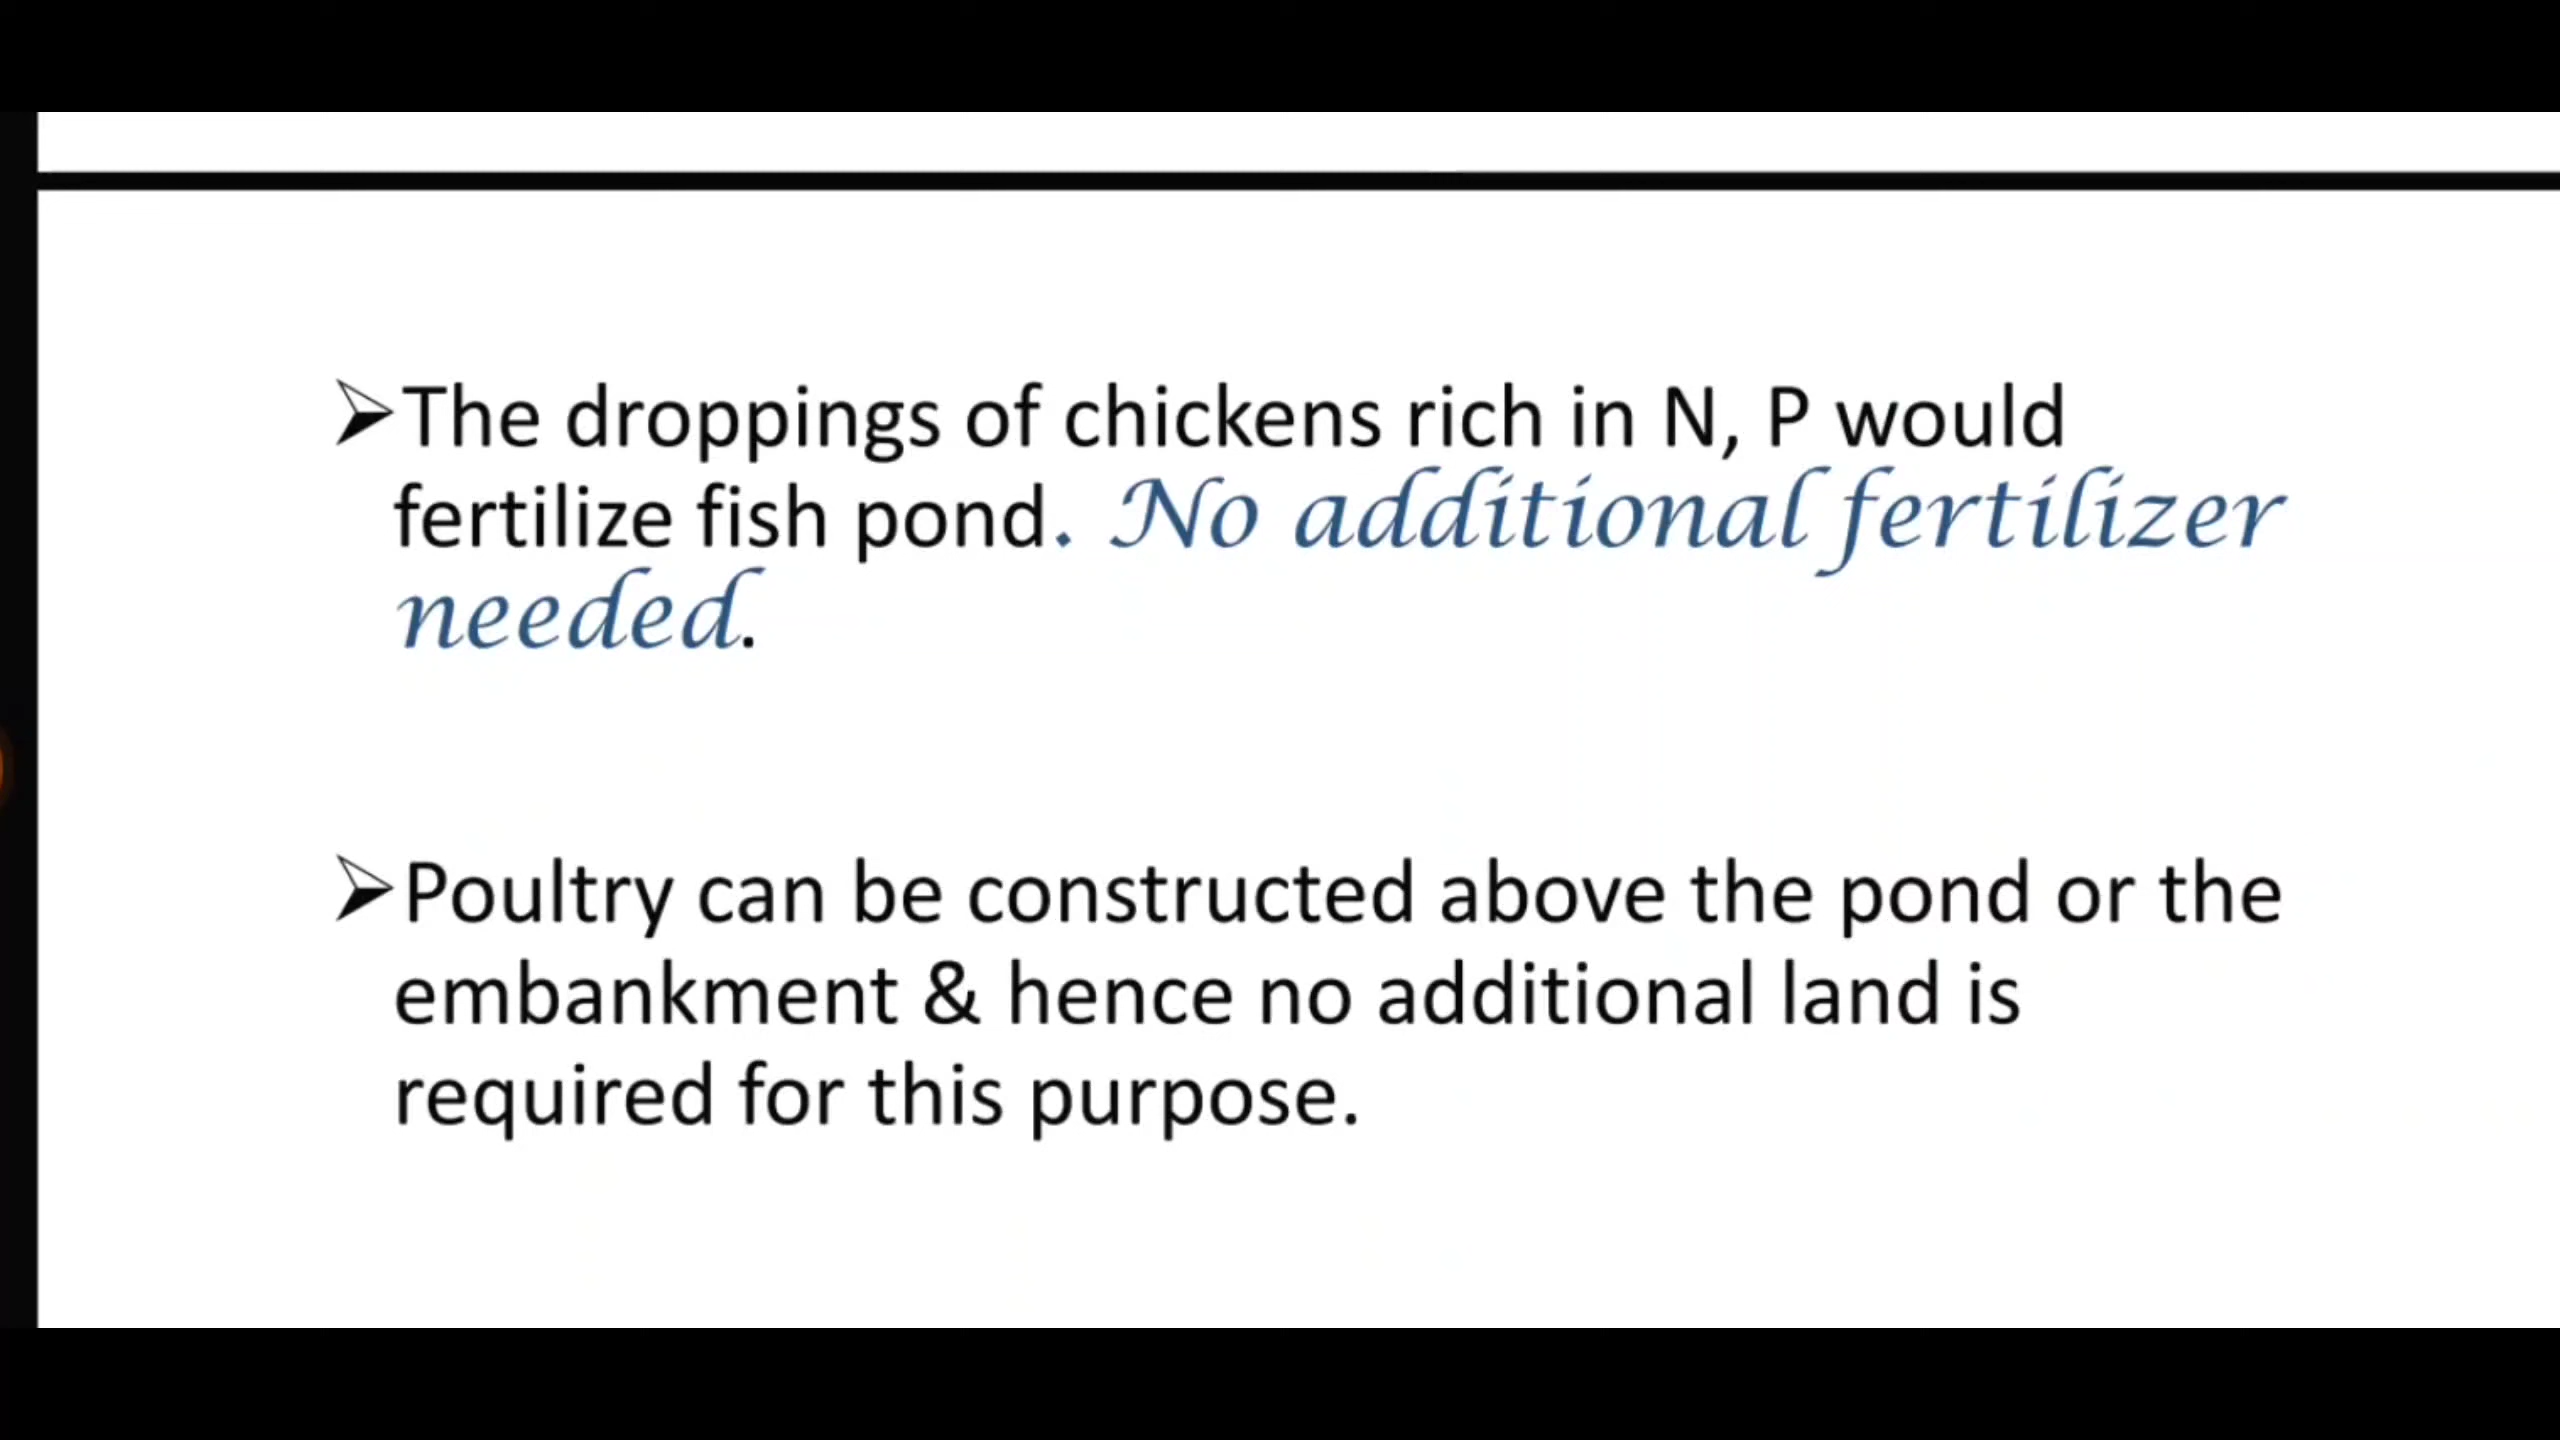 ➢The droppings of chickens rich in N, P would
fertilize fish pond. No additional fertilizer
needed.
➢Poultry can be constructed above the pond or the
embankment & hence no additional land is
required for this purpose.